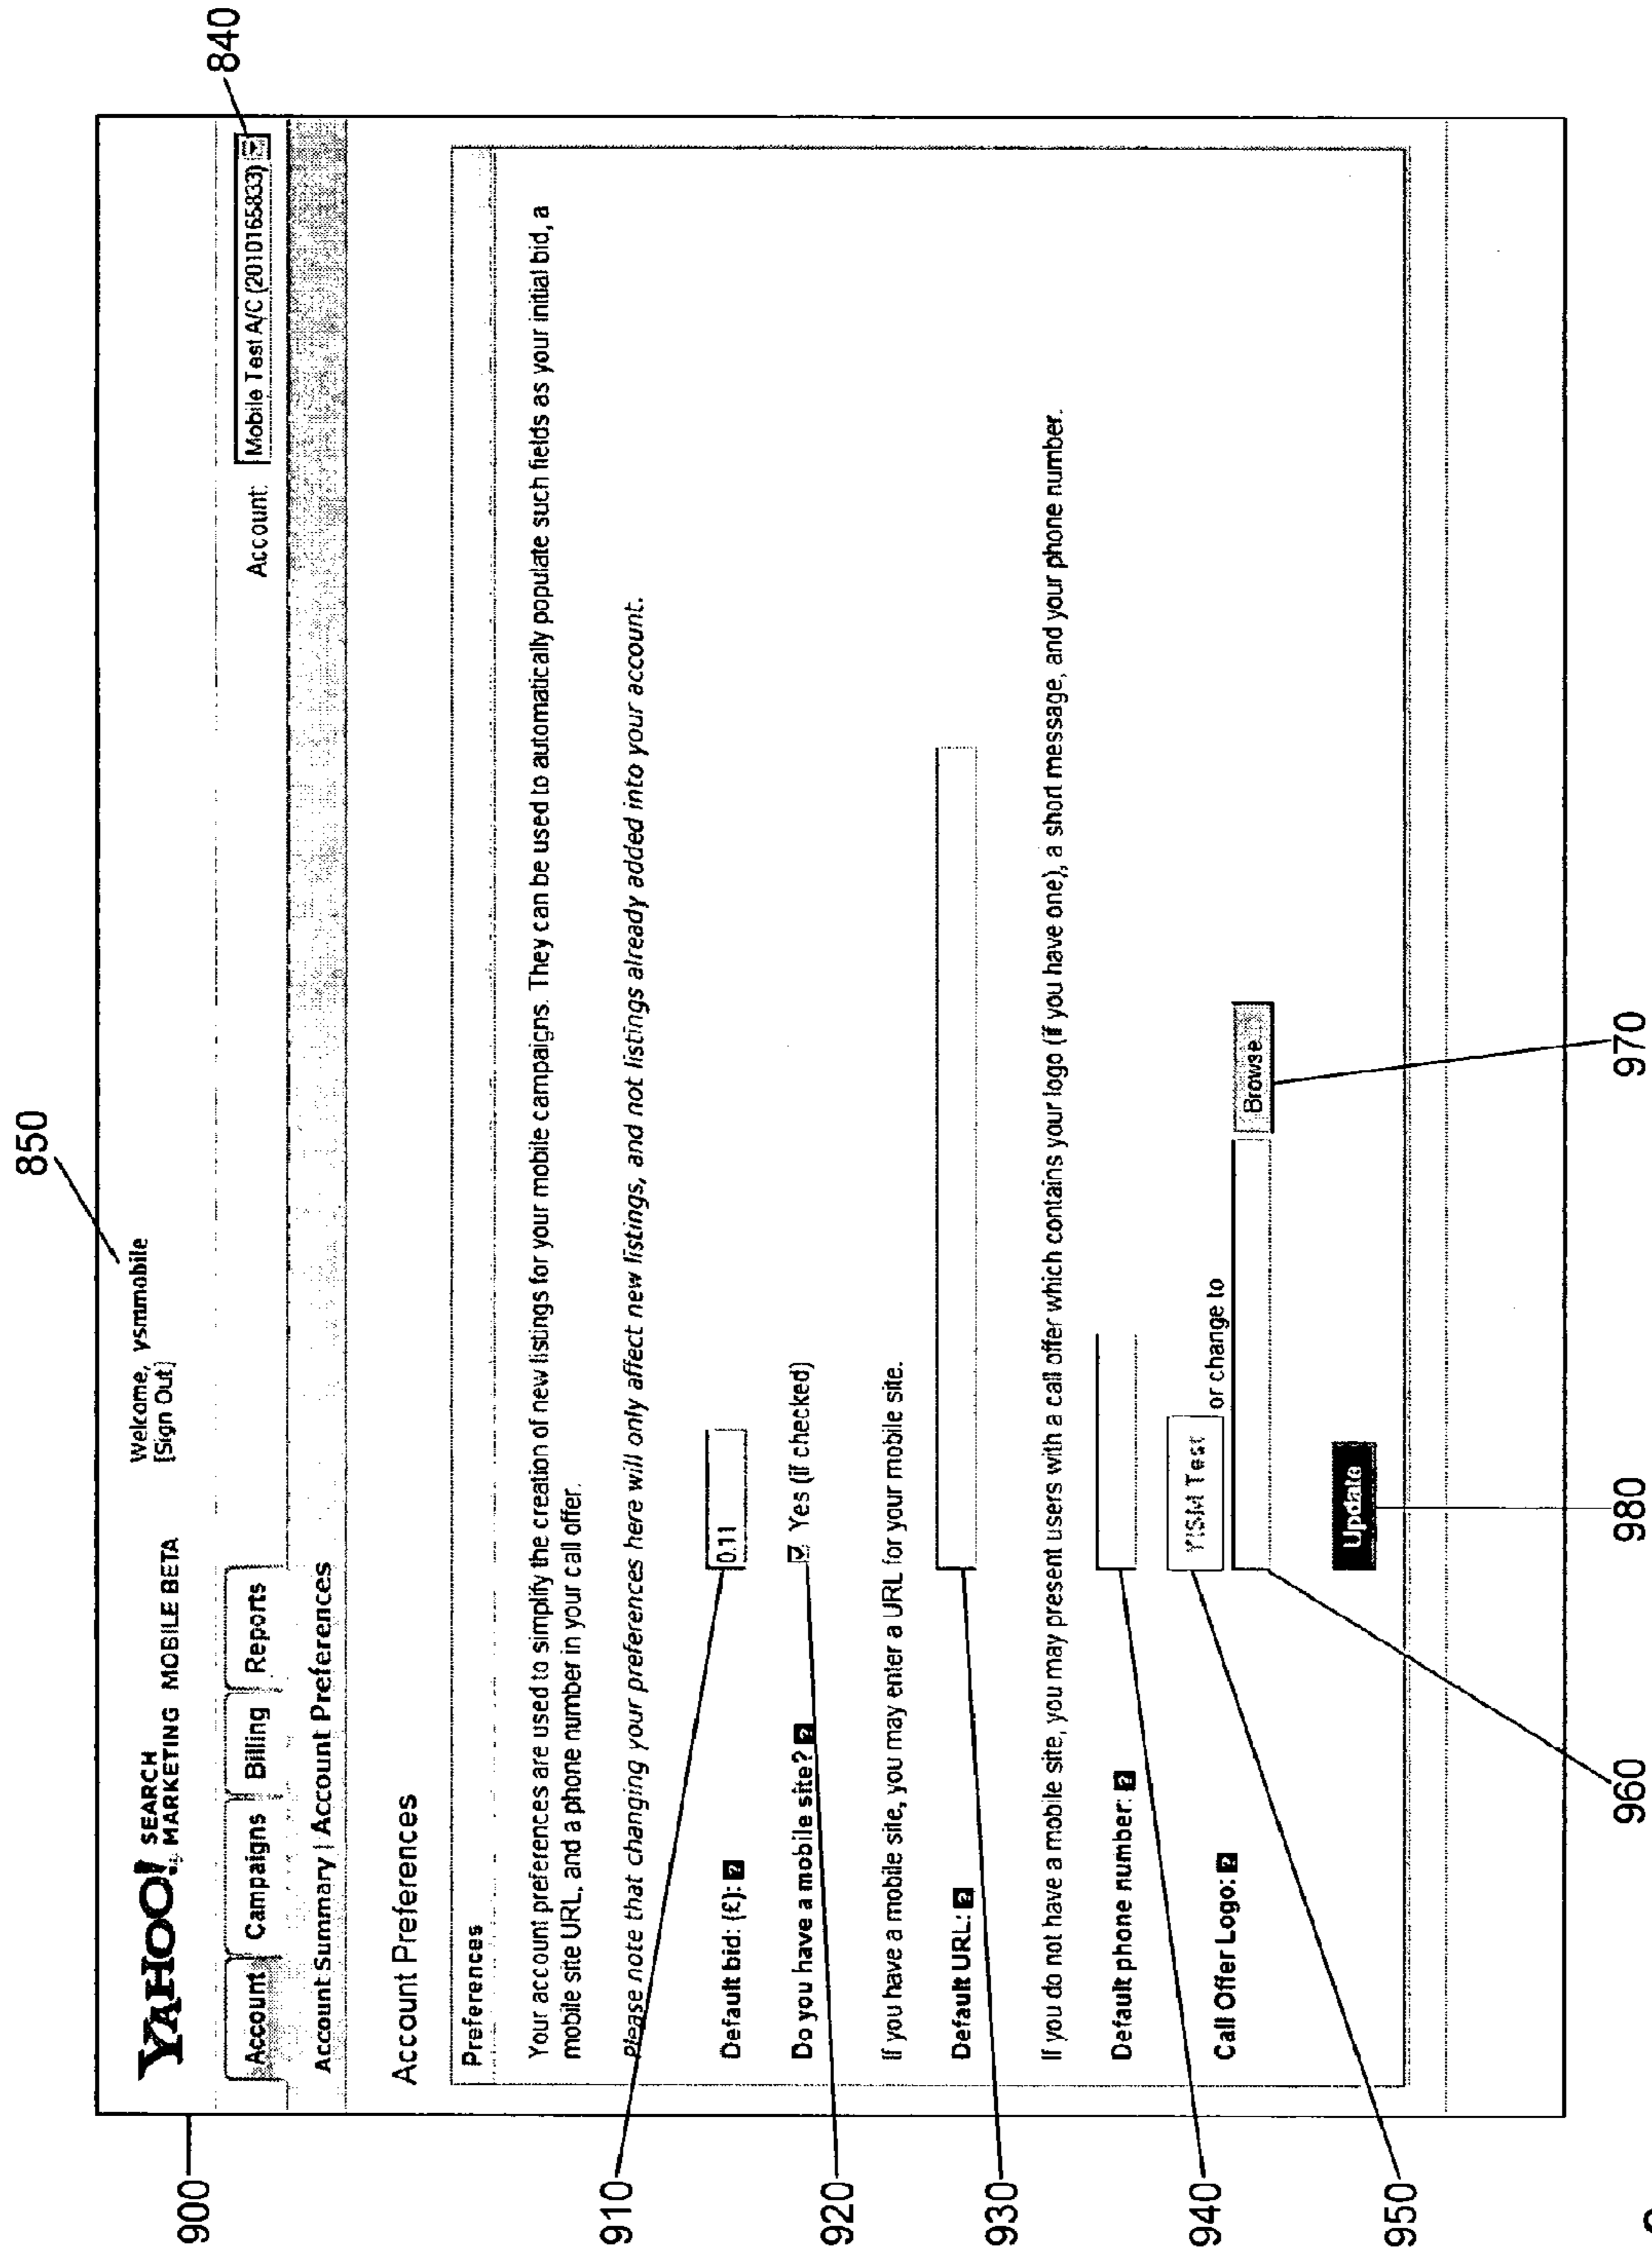 850
840
900
YAHOO! SEARCH
MARKETING MOBILE BETA
Welcome, ysmmobile
[Sign Out]
Account Campaigns Billing Reports
Account: Mobile Test A/C (2010165833)
Account Summary | Account Preferences
Account Preferences
Preferences
Your account preferences are used to simplify the creation of new listings for your mobile campaigns. They can be used to automatically populate such fields as your initial bid, a
mobile site URL, and a phone number in your call offer.
Please note that changing your preferences here will only affect new listings, and not listings already added into your account.
910
Default bid: (£): ? 0.11
920
Do you have a mobile site? ? Yes (if checked)
If you have a mobile site, you may enter a URL for your mobile site.
930
Default URL: ?
If you do not have a mobile site, you may present users with a call offer which contains your logo (if you have one), a short message, and your phone number.
940
Default phone number: ?
950
Call Offer Logo: ? Y!SM Test or change to
Browse...
Update
960
980
970